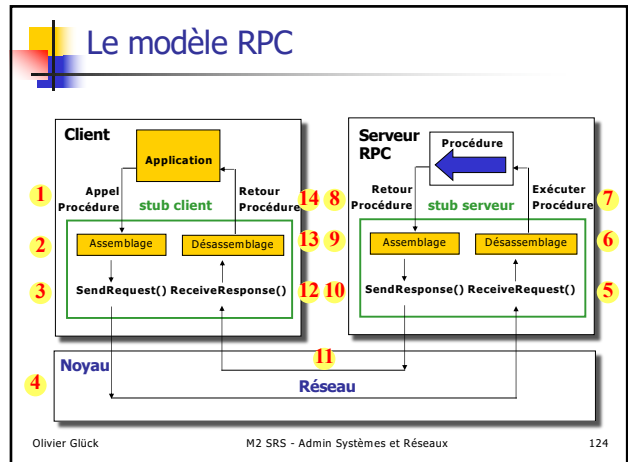 Le modèle RPC
Client
Application
1
Appel
Procédure
stub client
Retour
Procédure
14
2
Assemblage
Désassemblage
13
3
SendRequest()
ReceiveResponse()
12
Serveur
RPC
Procédure
8
Retour
Procédure
stub serveur
Exécuter
Procédure
7
9
Assemblage
Désassemblage
6
10
SendResponse()
ReceiveRequest()
5
11
Noyau
4
Réseau
Olivier Glück
M2 SRS - Admin Systèmes et Réseaux
124